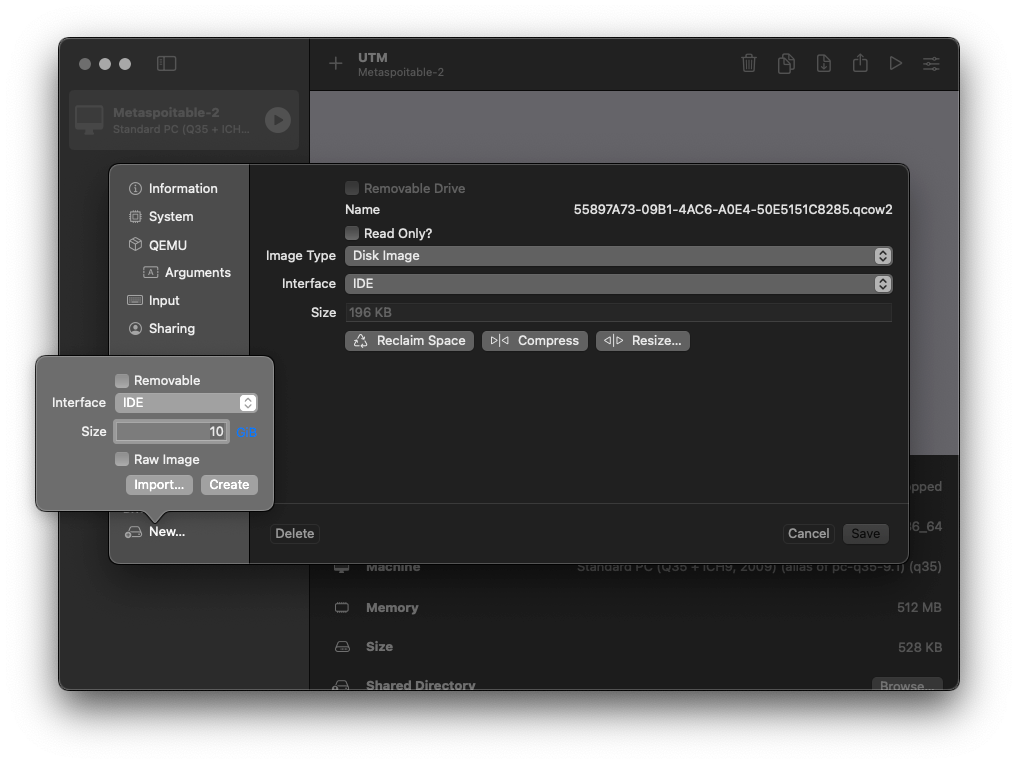 UTM
Metaspoitable-2
Metaspoitable-2
Standard PC (Q35 + ICH...
Information
System
QEMU
Arguments
Input
Sharing
Removable Drive
Name 55897A73-09B1-4AC6-A0E4-50E5151C8285.qcow2
Read Only?
Image Type Disk Image
Interface IDE
Size 196 KB
Reclaim Space Compress Resize...
Removable
Interface IDE
Size 10
Raw Image
Import... Create
New...
Delete Cancel Save
pped
6_64
Machine Standard PC (Q35 + ICH9, 2009) (alias of pc-q35-9.1) (q35)
Memory 512 MB
Size 528 KB
Shared Directory Browse...